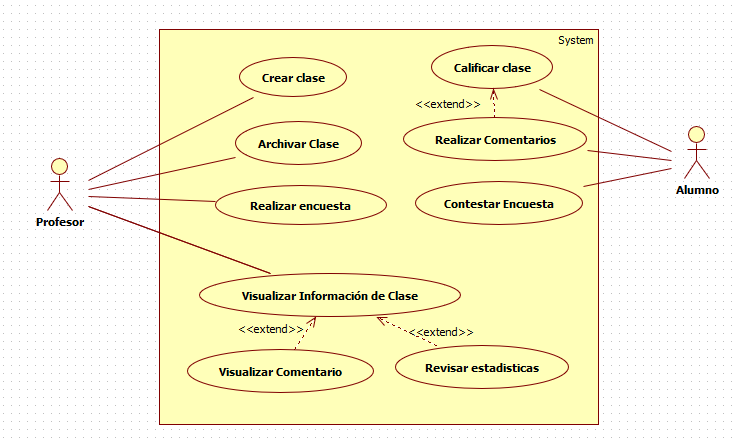 System
Crear clase
Calificar clase
<<extend>>
Archivar Clase
Realizar Comentarios
Profesor
Alumno
Realizar encuesta
Contestar Encuesta
Visualizar Información de Clase
<<extend>>
<<extend>>
Visualizar Comentario
Revisar estadisticas